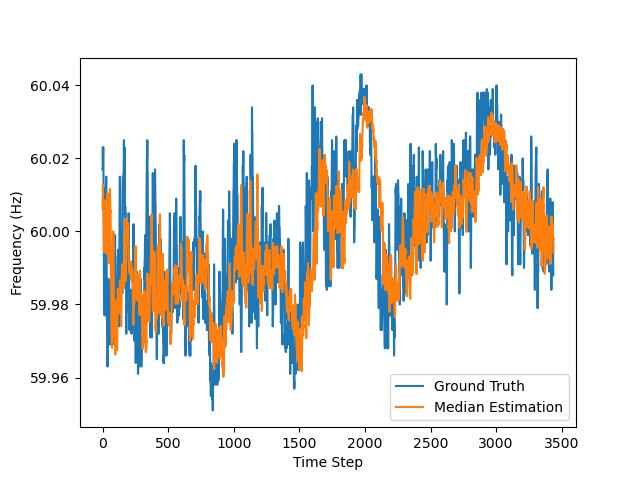 60.04
60.02
60.00
59.98
59.96
Frequency (Hz)
0 500 1000 1500 2000 2500 3000 3500
Time Step
Ground Truth
Median Estimation